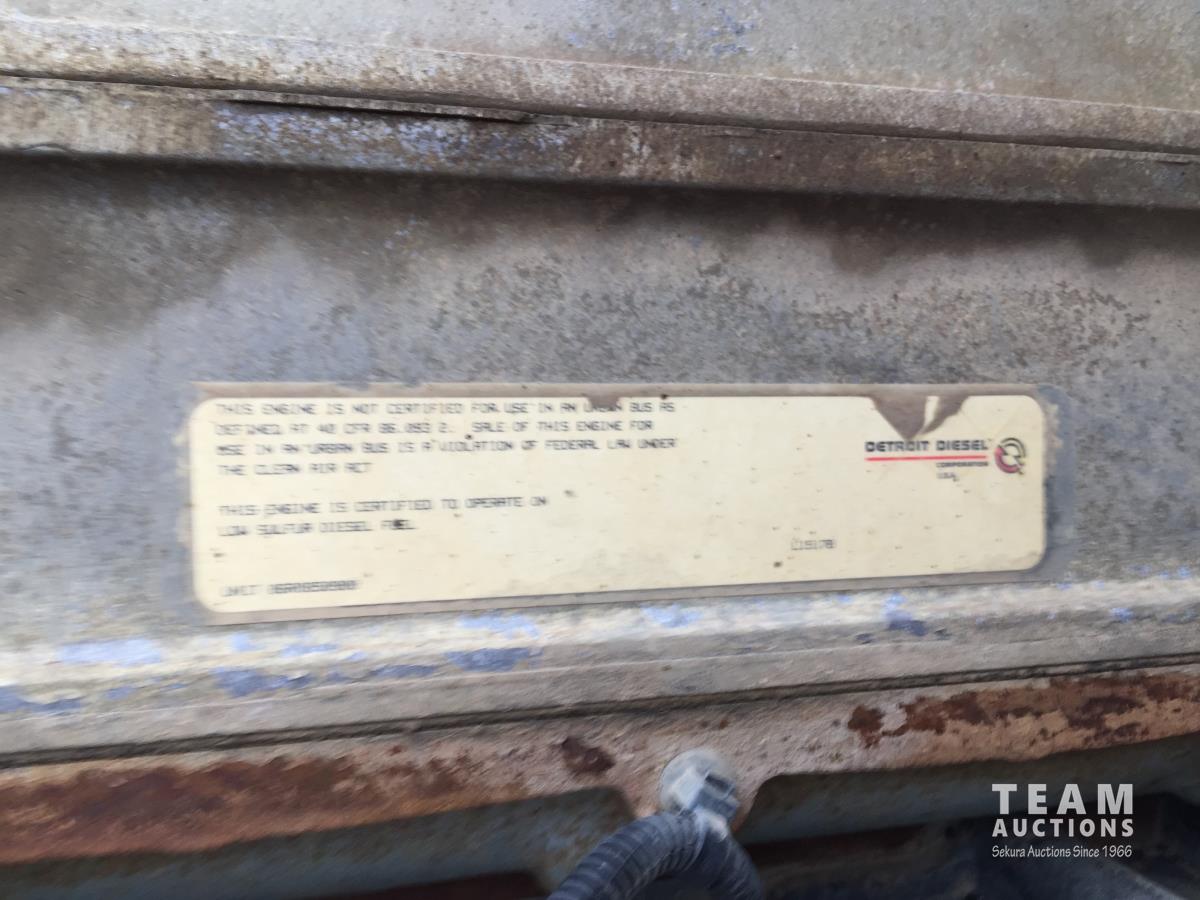 THIS ENGINE IS NOT CERTIFIED FOR USE IN AN URBAN BUS AS
DEFINED AT 40 CFR 86.093 2. SALE OF THIS ENGINE FOR
USE IN AN URBAN BUS IS A VIOLATION OF FEDERAL LAW UNDER
THE CLEAN AIR ACT
THIS ENGINE IS CERTIFIED TO OPERATE ON
LOW SULFUR DIESEL FUEL
UNIT
DETROIT DIESEL
CORPORATION
USA
TEAM
AUCTIONS
Sekura Auctions Since 1966